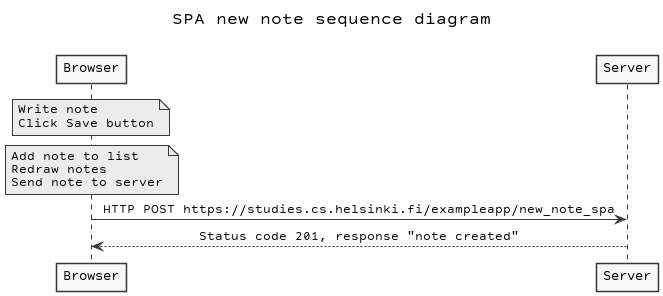 SPA new note sequence diagram
Browser
Server
Write note
Click Save button
Add note to list
Redraw notes
Send note to server
HTTP POST https://studies.cs.helsinki.fi/exampleapp/new_note_spa
Status code 201, response "note created"
Browser
Server